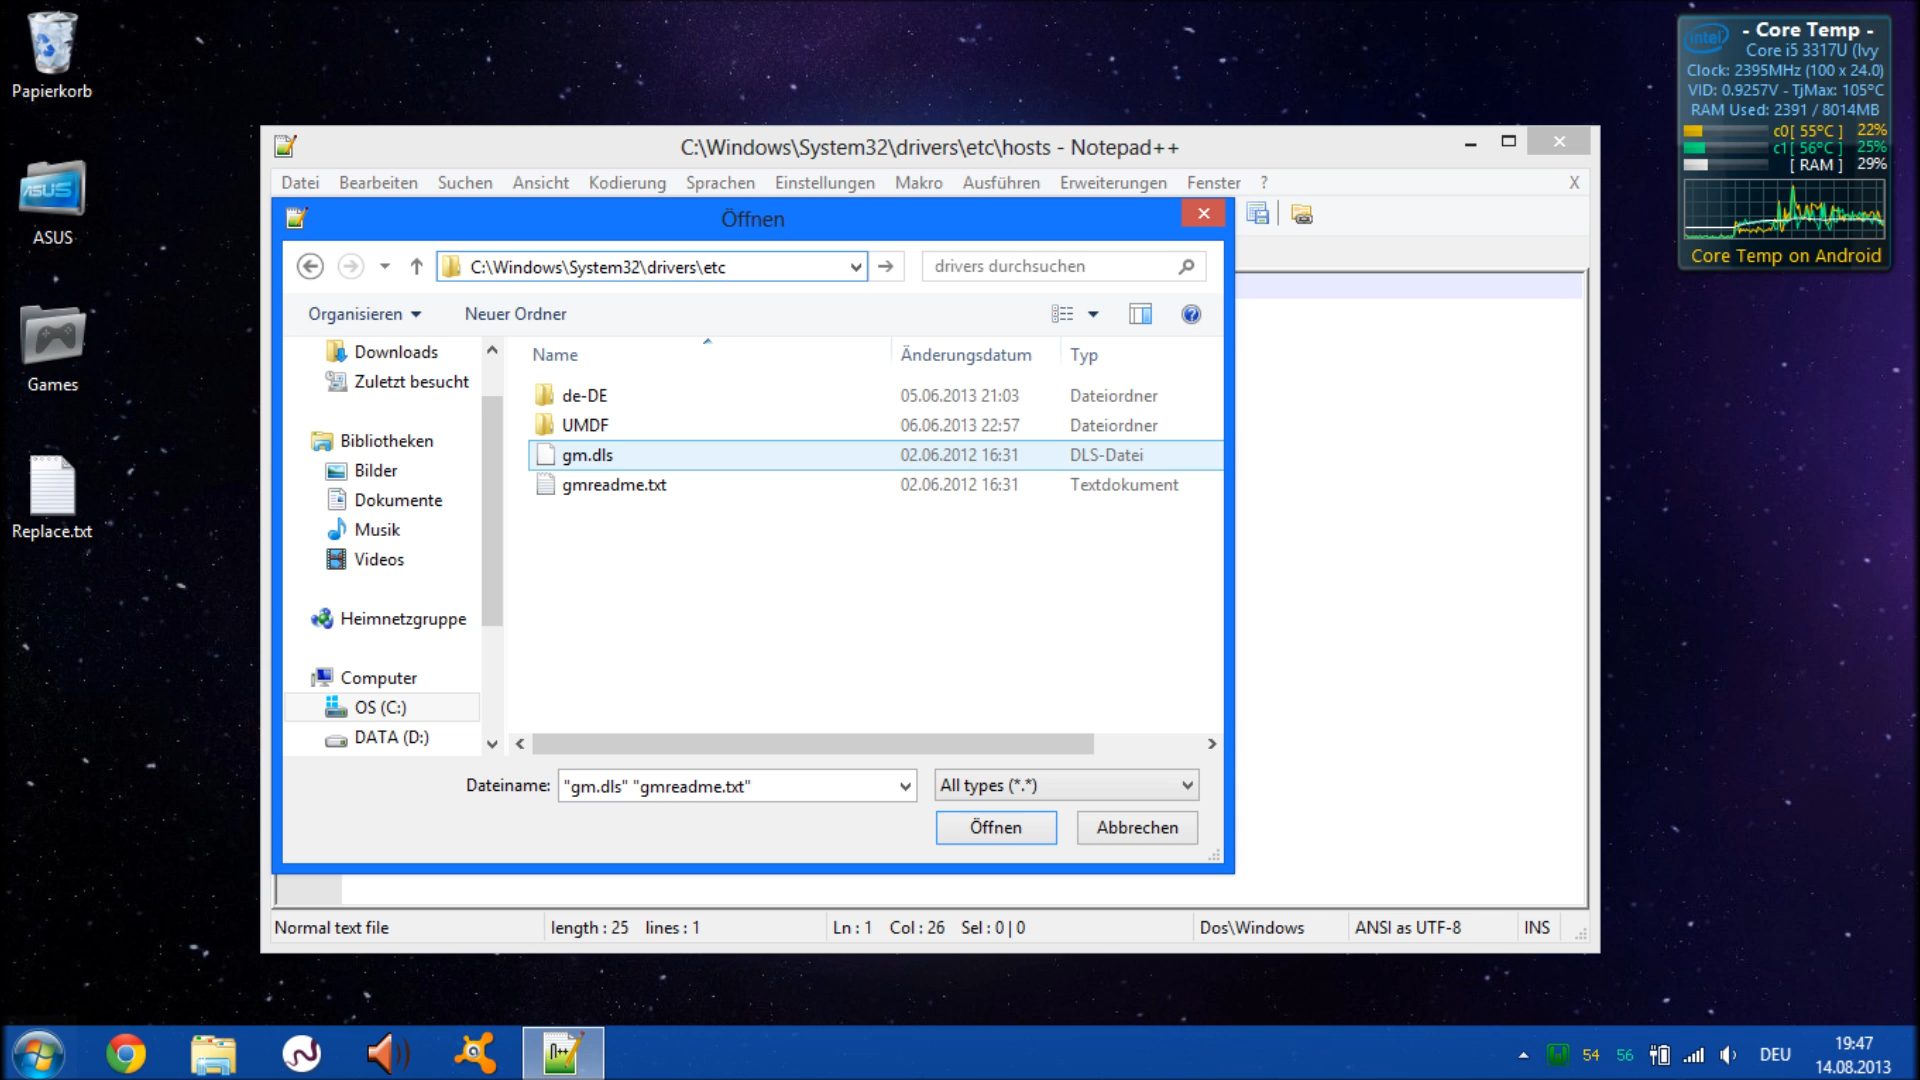 Papierkorb
ASUS
Games
Replace.txt
intel
- Core Temp -
Core i5 3317U (Ivy
Clock: 2395MHz (100 x 24.0)
VID: 0.9257V - TjMax: 105°C
RAM Used: 2391 / 8014MB
c0[ 55°C ] 22%
c1[ 56°C ] 25%
[ RAM ] 29%
Core Temp on Android
C:\Windows\System32\drivers\etc\hosts - Notepad++
Datei Bearbeiten Suchen Ansicht Kodierung Sprachen Einstellungen Makro Ausführen Erweiterungen Fenster ? X
Öffnen
C:\Windows\System32\drivers\etc
drivers durchsuchen
Organisieren Neuer Ordner
Downloads
Zuletzt besucht
Bibliotheken
Bilder
Dokumente
Musik
Videos
Heimnetzgruppe
Computer
OS (C:)
DATA (D:)
Name Änderungsdatum Typ
de-DE 05.06.2013 21:03 Dateiordner
UMDF 06.06.2013 22:57 Dateiordner
gm.dls 02.06.2012 16:31 DLS-Datei
gmreadme.txt 02.06.2012 16:31 Textdokument
Dateiname: "gm.dls" "gmreadme.txt" All types (*.*)
Öffnen Abbrechen
Normal text file length : 25 lines : 1 Ln : 1 Col : 26 Sel : 0 | 0 Dos\Windows ANSI as UTF-8 INS
54 56 DEU
19:47
14.08.2013